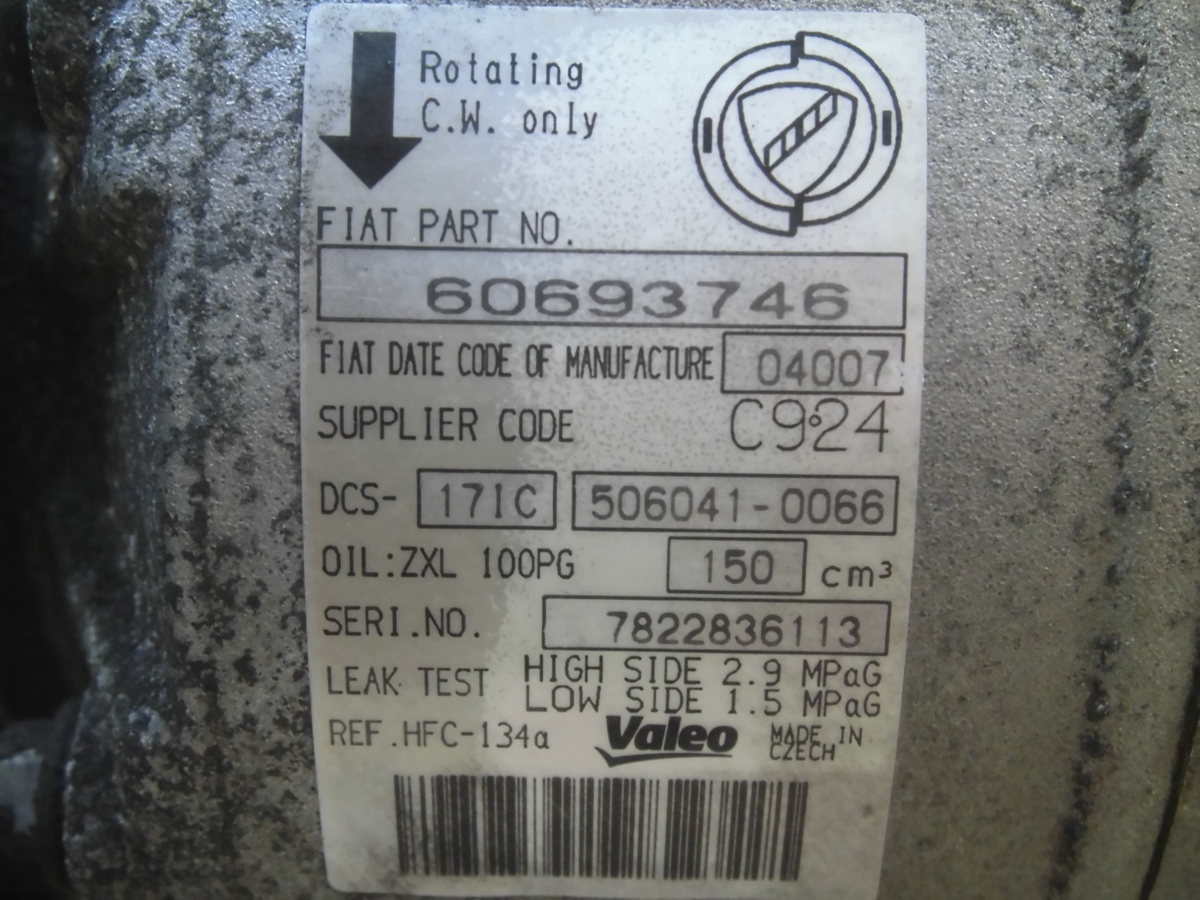 Rotating
C.W. only
FIAT PART NO.
60693746
FIAT DATE CODE OF MANUFACTURE 04007
SUPPLIER CODE C924
DCS- 17IC 506041-0066
OIL:ZXL 100PG 150 cm³
SERI.NO. 7822836113
LEAK TEST HIGH SIDE 2.9 MPaG
LOW SIDE 1.5 MPaG
REF.HFC-134a Valeo MADE IN
CZECH